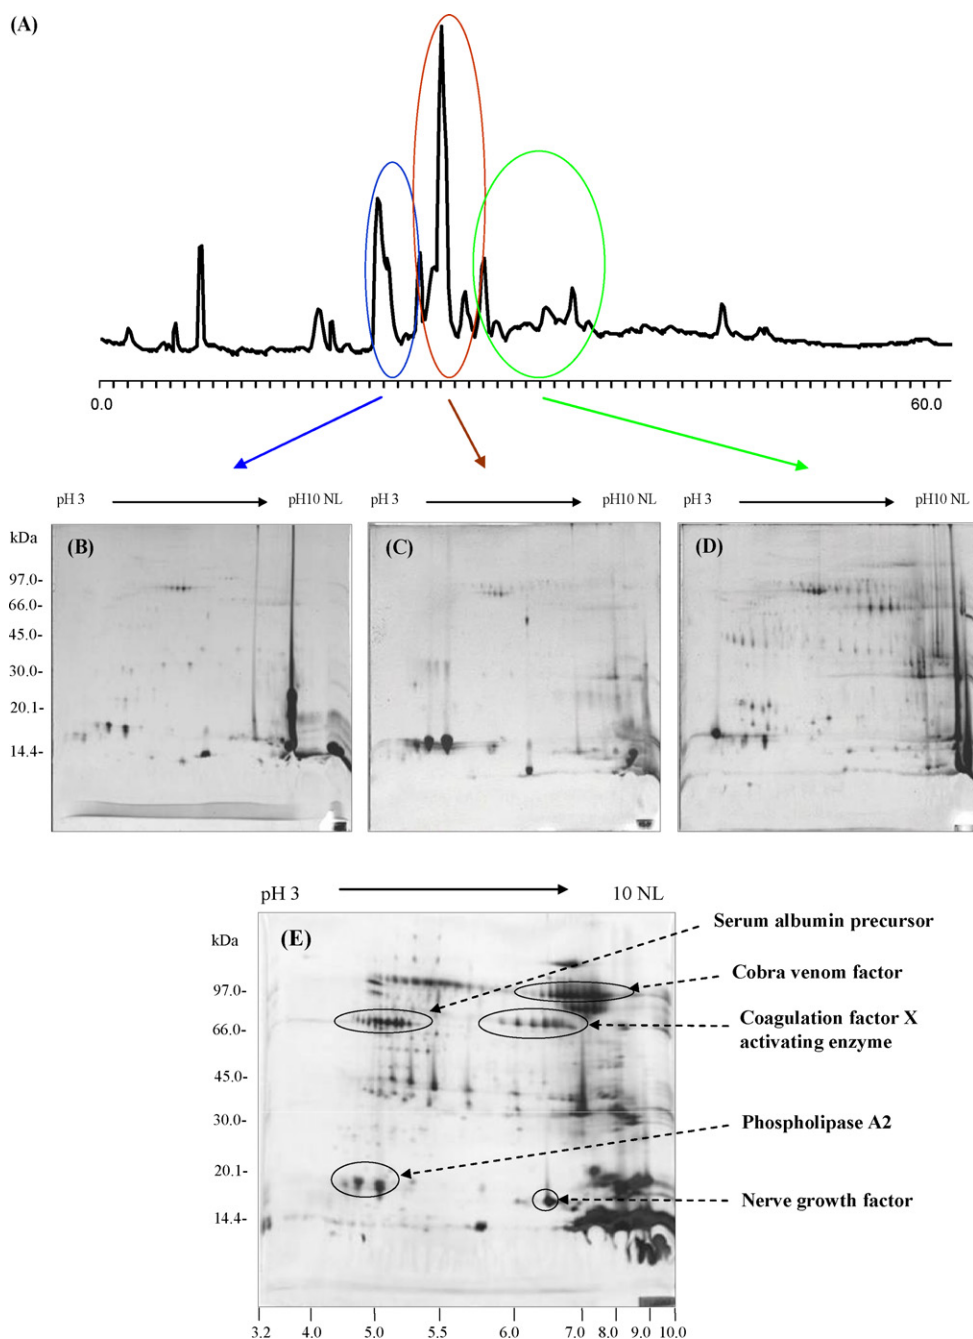 (A)
0.0 60.0
pH 3 pH10 NL pH 3 pH10 NL pH 3 pH10 NL
kDa
(B) (C) (D)
97.0-
66.0-
45.0-
30.0-
20.1-
14.4-
pH 3 10 NL
(E)
kDa
97.0-
66.0-
45.0-
30.0-
20.1-
14.4-
Serum albumin precursor
Cobra venom factor
Coagulation factor X
activating enzyme
Phospholipase A2
Nerve growth factor
3.2 4.0 5.0 5.5 6.0 7.0 8.0 9.0 10.0